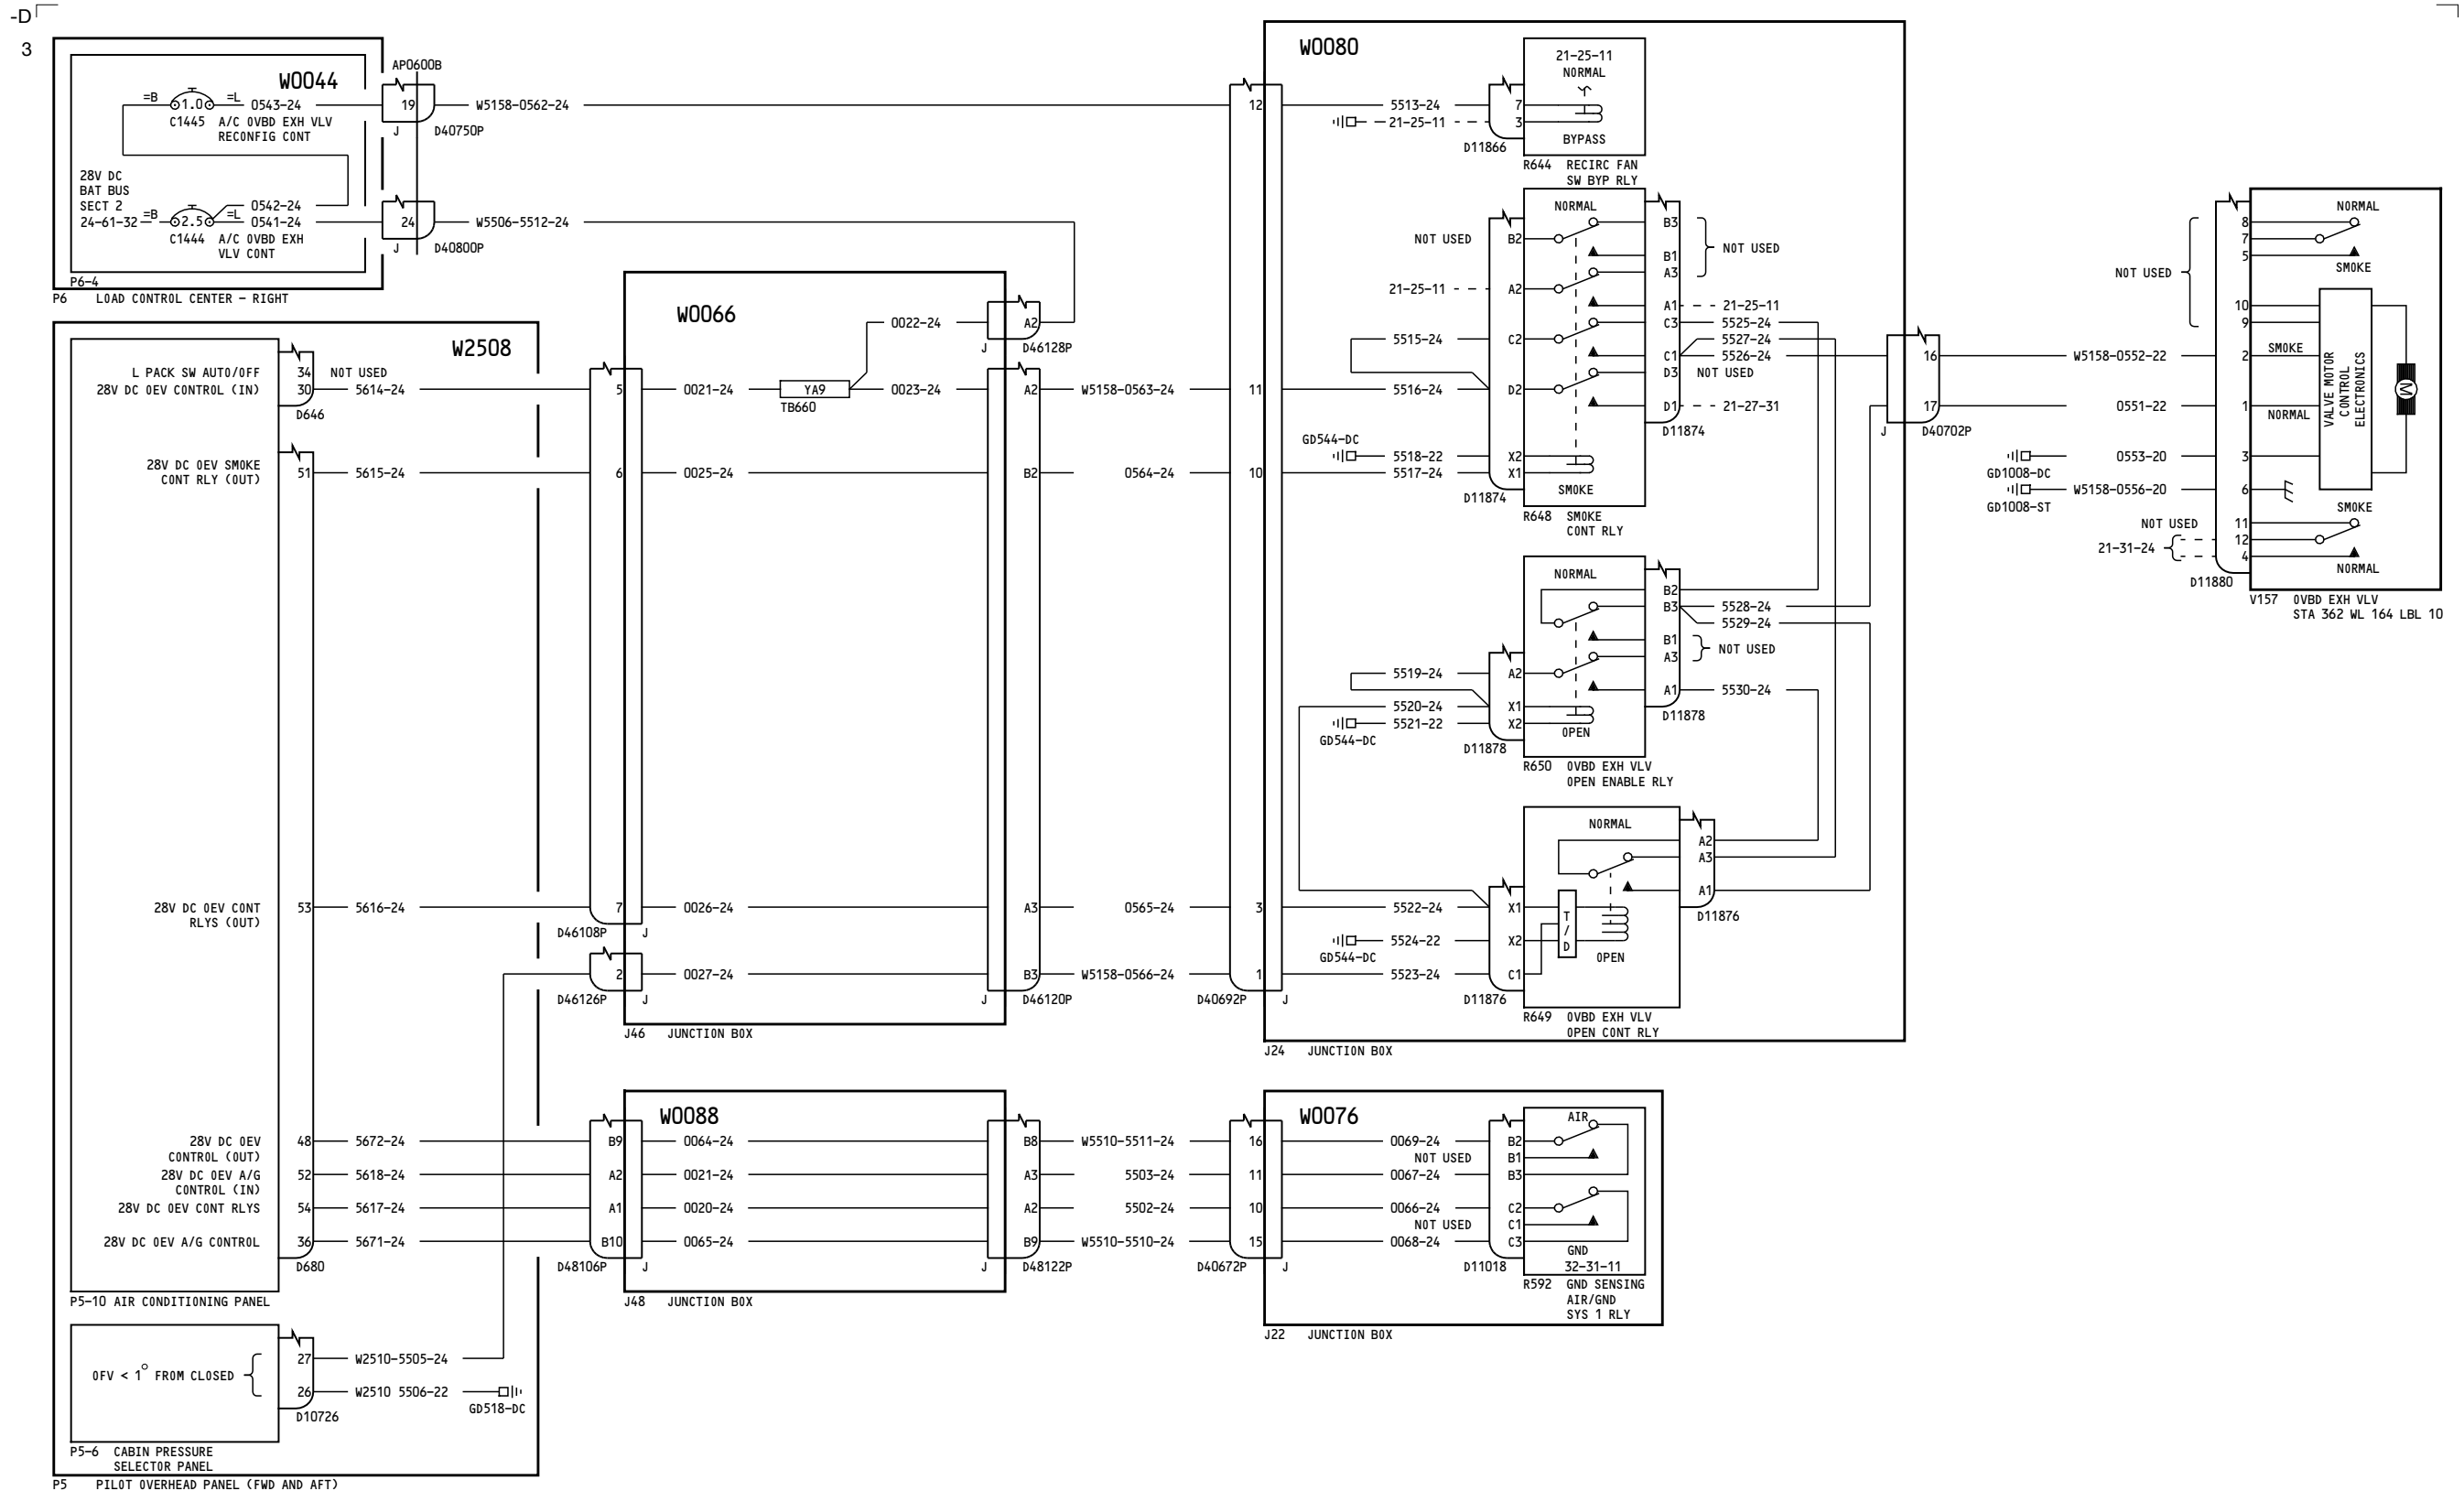 -D
3
W0044
AP0600B
=B
1.0
=L
0543-24
19
W5158-0562-24
C1445
A/C OVBD EXH VLV
RECONFIG CONT
J
D40750P
28V DC
BAT BUS
SECT 2
24-61-32
=B
2.5
=L
0542-24
0541-24
24
W5506-5512-24
C1444
A/C OVBD EXH
VLV CONT
J
D40800P
P6-4
P6
LOAD CONTROL CENTER - RIGHT
W2508
L PACK SW AUTO/OFF
34
NOT USED
28V DC OEV CONTROL (IN)
30
5614-24
D646
28V DC OEV SMOKE
CONT RLY (OUT)
51
5615-24
28V DC OEV CONT
RLYS (OUT)
53
5616-24
28V DC OEV
CONTROL (OUT)
48
5672-24
28V DC OEV A/G
CONTROL (IN)
52
5618-24
28V DC OEV CONT RLYS
54
5617-24
28V DC OEV A/G CONTROL
36
5671-24
D680
P5-10 AIR CONDITIONING PANEL
OFV < 1° FROM CLOSED
27
W2510-5505-24
26
W2510 5506-22
GD518-DC
D10726
P5-6
CABIN PRESSURE
SELECTOR PANEL
P5
PILOT OVERHEAD PANEL (FWD AND AFT)
W0066
0022-24
A2
J
D46128P
5
0021-24
YA9
TB660
0023-24
A2
W5158-0563-24
6
0025-24
B2
0564-24
7
0026-24
A3
0565-24
D46108P
J
2
0027-24
B3
W5158-0566-24
D46126P
J
J
D46120P
J46
JUNCTION BOX
W0088
B9
0064-24
B8
W5510-5511-24
A2
0021-24
A3
5503-24
A1
0020-24
A2
5502-24
B10
0065-24
B9
W5510-5510-24
D48106P
J
J
D48122P
J48
JUNCTION BOX
W0080
12
11
10
3
1
D40692P
J
5513-24
7
21-25-11
3
D11866
21-25-11
NORMAL
BYPASS
R644
RECIRC FAN
SW BYP RLY
NORMAL
NOT USED
B2
B3
B1
A3
NOT USED
21-25-11
A2
A1
21-25-11
C3
5525-24
5527-24
5515-24
C2
C1
5526-24
D3
NOT USED
5516-24
D2
D1
21-27-31
D11874
GD544-DC
5518-22
X2
5517-24
X1
D11874
SMOKE
R648
SMOKE
CONT RLY
NORMAL
B2
B3
5528-24
5529-24
B1
A3
NOT USED
5519-24
A2
A1
5530-24
5520-24
X1
D11878
5521-22
X2
GD544-DC
OPEN
D11878
R650
OVBD EXH VLV
OPEN ENABLE RLY
NORMAL
A2
A3
A1
D11876
5522-24
X1
T
/
D
5524-22
X2
GD544-DC
OPEN
5523-24
C1
D11876
R649
OVBD EXH VLV
OPEN CONT RLY
J24
JUNCTION BOX
16
17
J
D40702P
W5158-0552-22
0551-22
0553-20
GD1008-DC
W5158-0556-20
GD1008-ST
NOT USED
8
7
5
10
9
2
1
3
6
NOT USED
11
21-31-24
12
4
D11880
NORMAL
SMOKE
SMOKE
NORMAL
VALVE MOTOR
CONTROL
ELECTRONICS
M
SMOKE
NORMAL
V157
OVBD EXH VLV
STA 362 WL 164 LBL 10
W0076
16
11
10
15
D40672P
J
0069-24
B2
NOT USED
B1
0067-24
B3
0066-24
C2
NOT USED
C1
0068-24
C3
D11018
AIR
GND
32-31-11
R592
GND SENSING
AIR/GND
SYS 1 RLY
J22
JUNCTION BOX